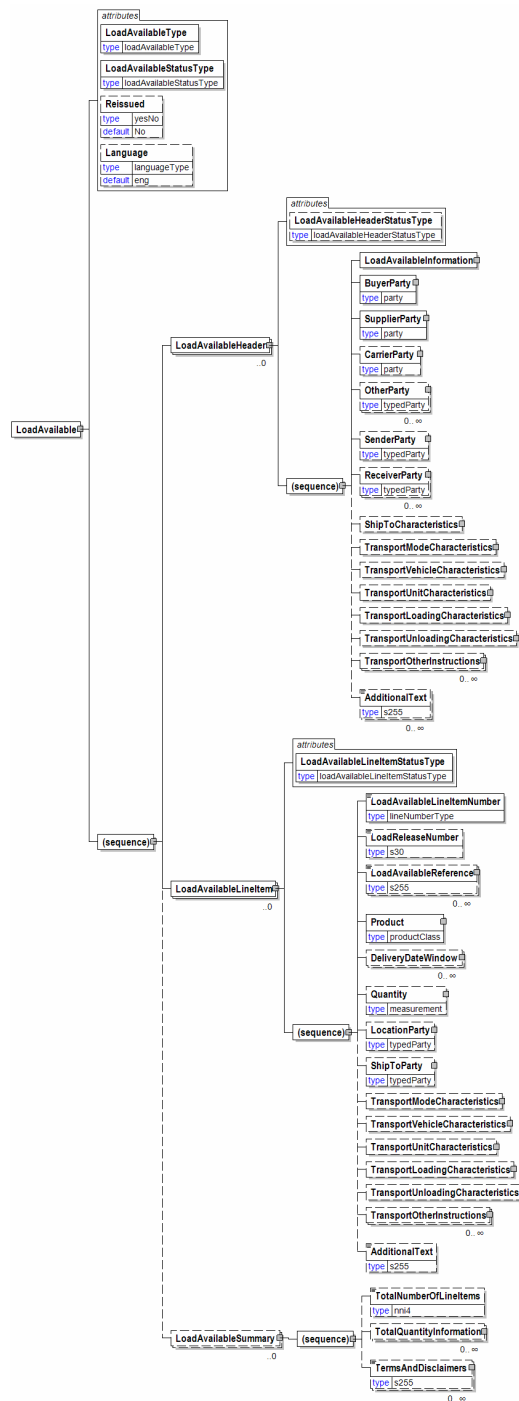 attributes
LoadAvailableType
type loadAvailableType
LoadAvailableStatusType
type loadAvailableStatusType
Reissued
type yesNo
default No
Language
type languageType
default eng
attributes
LoadAvailableHeaderStatusType
type loadAvailableHeaderStatusType
LoadAvailableInformation
BuyerParty
type party
SupplierParty
type party
LoadAvailableHeader
..0
CarrierParty
type party
OtherParty
type typedParty
0.. ∞
LoadAvailable
SenderParty
type typedParty
ReceiverParty
type typedParty
0.. ∞
(sequence)
ShipToCharacteristics
TransportModeCharacteristics
TransportVehicleCharacteristics
TransportUnitCharacteristics
TransportLoadingCharacteristics
TransportUnloadingCharacteristics
TransportOtherInstructions
0.. ∞
AdditionalText
type s255
0.. ∞
attributes
LoadAvailableLineItemStatusType
type loadAvailableLineItemStatusType
LoadAvailableLineItemNumber
type lineNumberType
(sequence)
LoadReleaseNumber
type s30
LoadAvailableLineItem
..0
LoadAvailableReference
type s255
0.. ∞
Product
type productClass
DeliveryDateWindow
0.. ∞
Quantity
type measurement
(sequence)
LocationParty
type typedParty
ShipToParty
type typedParty
TransportModeCharacteristics
TransportVehicleCharacteristics
TransportUnitCharacteristics
TransportLoadingCharacteristics
TransportUnloadingCharacteristics
TransportOtherInstructions
0.. ∞
AdditionalText
type s255
TotalNumberOfLineItems
type nni4
LoadAvailableSummary
..0
(sequence)
TotalQuantityInformation
0.. ∞
TermsAndDisclaimers
type s255
0.. ∞